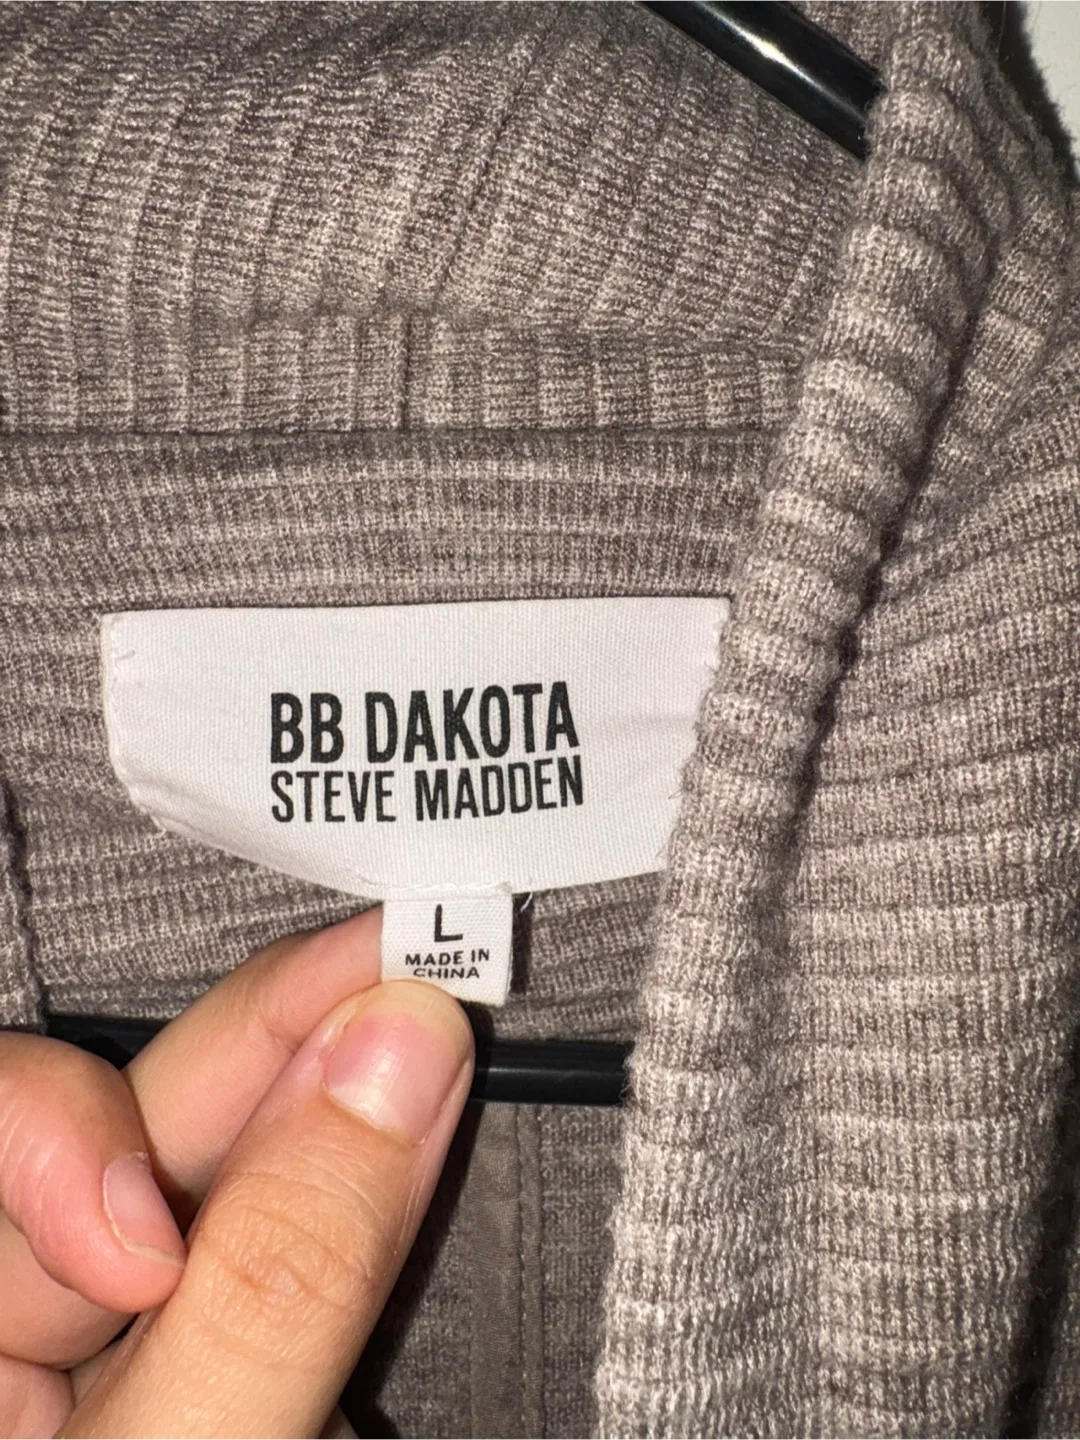 BB DAKOTA
STEVE MADDEN
L
MADE IN
CHINA